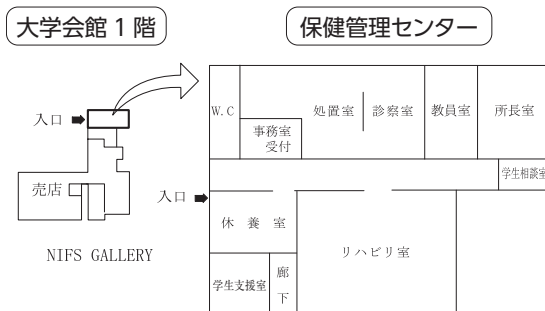 大学会館１階
保健管理センター
入口
売店
NIFS GALLERY
W.C
事務室
受付
処置室
診察室
教員室
所長室
学生相談室
入口
休養室
リハビリ室
学生支援室
廊下